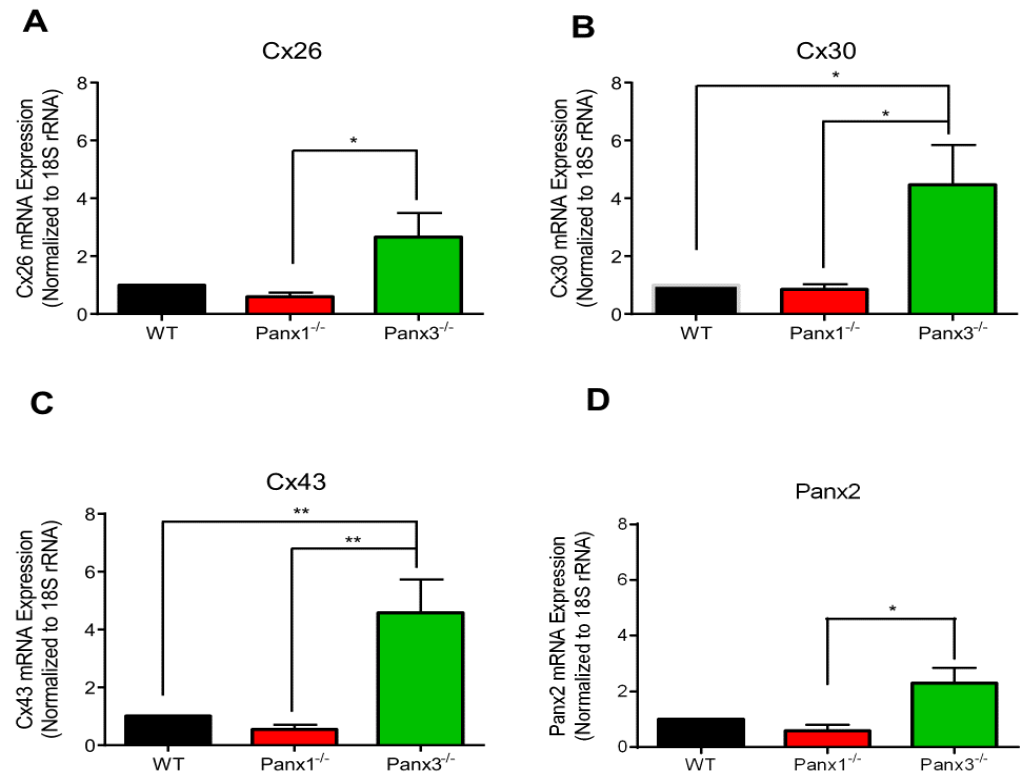 A
Cx26
Cx26 mRNA Expression
(Normalized to 18S rRNA)
8
6
4
2
0
*
WT Panx1-/- Panx3-/-
B
Cx30
Cx30 mRNA Expression
(Normalized to 18S rRNA)
8
6
4
2
0
*
*
WT Panx1-/- Panx3-/-
C
Cx43
Cx43 mRNA Expression
(Normalized to 18S rRNA)
8
6
4
2
0
**
**
WT Panx1-/- Panx3-/-
D
Panx2
Panx2 mRNA Expression
(Normalized to 18S rRNA)
8
6
4
2
0
*
WT Panx1-/- Panx3-/-